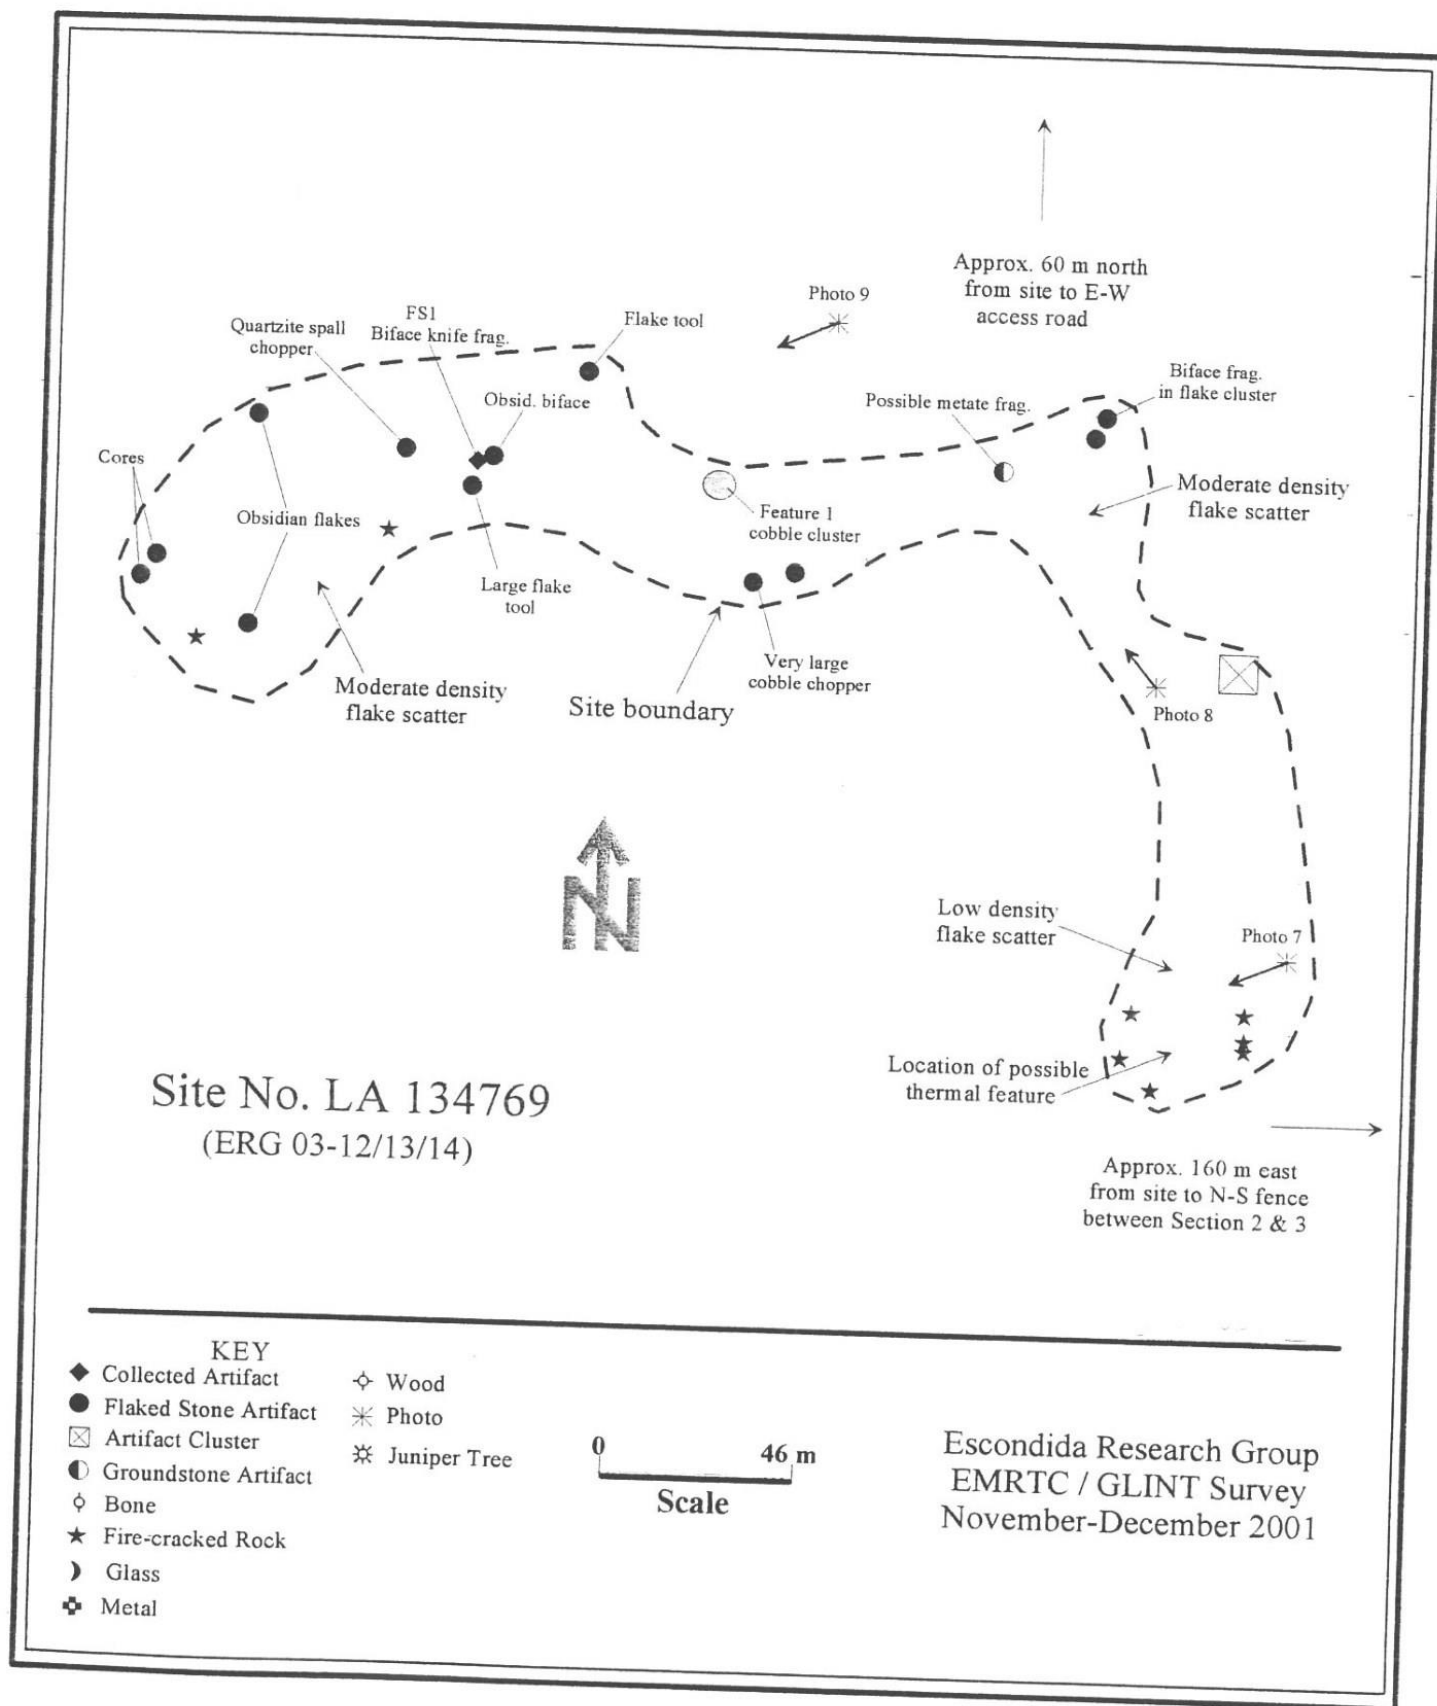 Approx. 60 m north
from site to E-W
access road
Photo 9
FS1
Biface knife frag.
Quartzite spall
chopper
Flake tool
Obsid. biface
Possible metate frag.
Biface frag.
in flake cluster
Cores
Obsidian flakes
Feature 1
cobble cluster
Moderate density
flake scatter
Large flake
tool
Very large
cobble chopper
Moderate density
flake scatter
Site boundary
Photo 8
N
Low density
flake scatter
Photo 7
Location of possible
thermal feature
Site No. LA 134769
(ERG 03-12/13/14)
Approx. 160 m east
from site to N-S fence
between Section 2 & 3
KEY
Collected Artifact
Flaked Stone Artifact
Artifact Cluster
Groundstone Artifact
Bone
Fire-cracked Rock
Glass
Metal
Wood
Photo
Juniper Tree
0 46 m
Scale
Escondida Research Group
EMRTC / GLINT Survey
November-December 2001